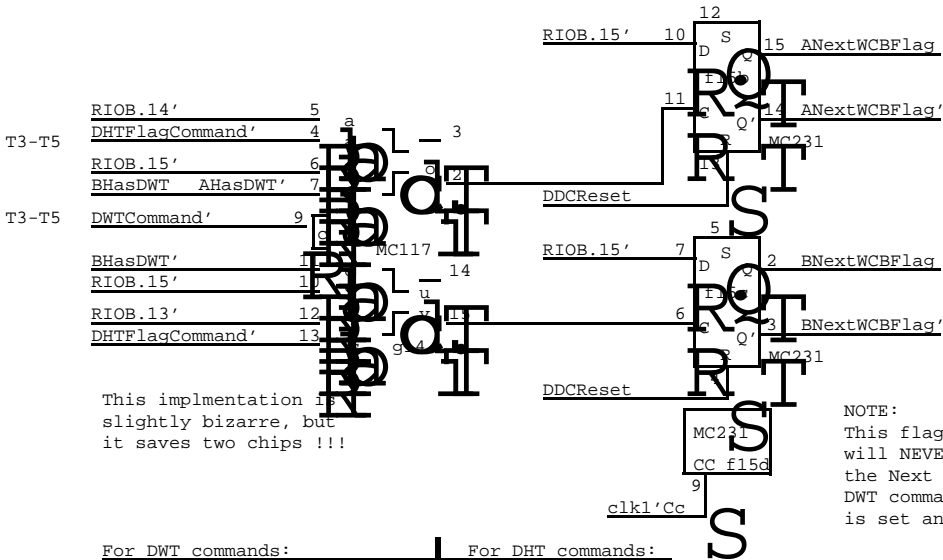 12
RIOB.15' 10 S 15 ANextWCBFlag
D Q
11 14 ANextWCBFlag'
C Q'
R MC231
RIOB.14' 5 a
T3-T5 DHTFlagCommand' 4 3
RIOB.15' 6
BHasDWT AHasDWT' 7 2
DDCReset
T3-T5 DWTCommand' 9
MC117
5
RIOB.15' 7 S 2 BNextWCBFlag
D Q
BHasDWT' 14
RIOB.15' 10 u
RIOB.13' 12 15 6 3 BNextWCBFlag'
C Q'
DHTFlagCommand' 13 R MC231
DDCReset
This implmentation is
slightly bizarre, but
it saves two chips !!!
MC231
CC f15d
9
clk1'Cc
NOTE:
This flag
will NEVE
the Next
DWT comma
is set an
For DWT commands: For DHT commands: